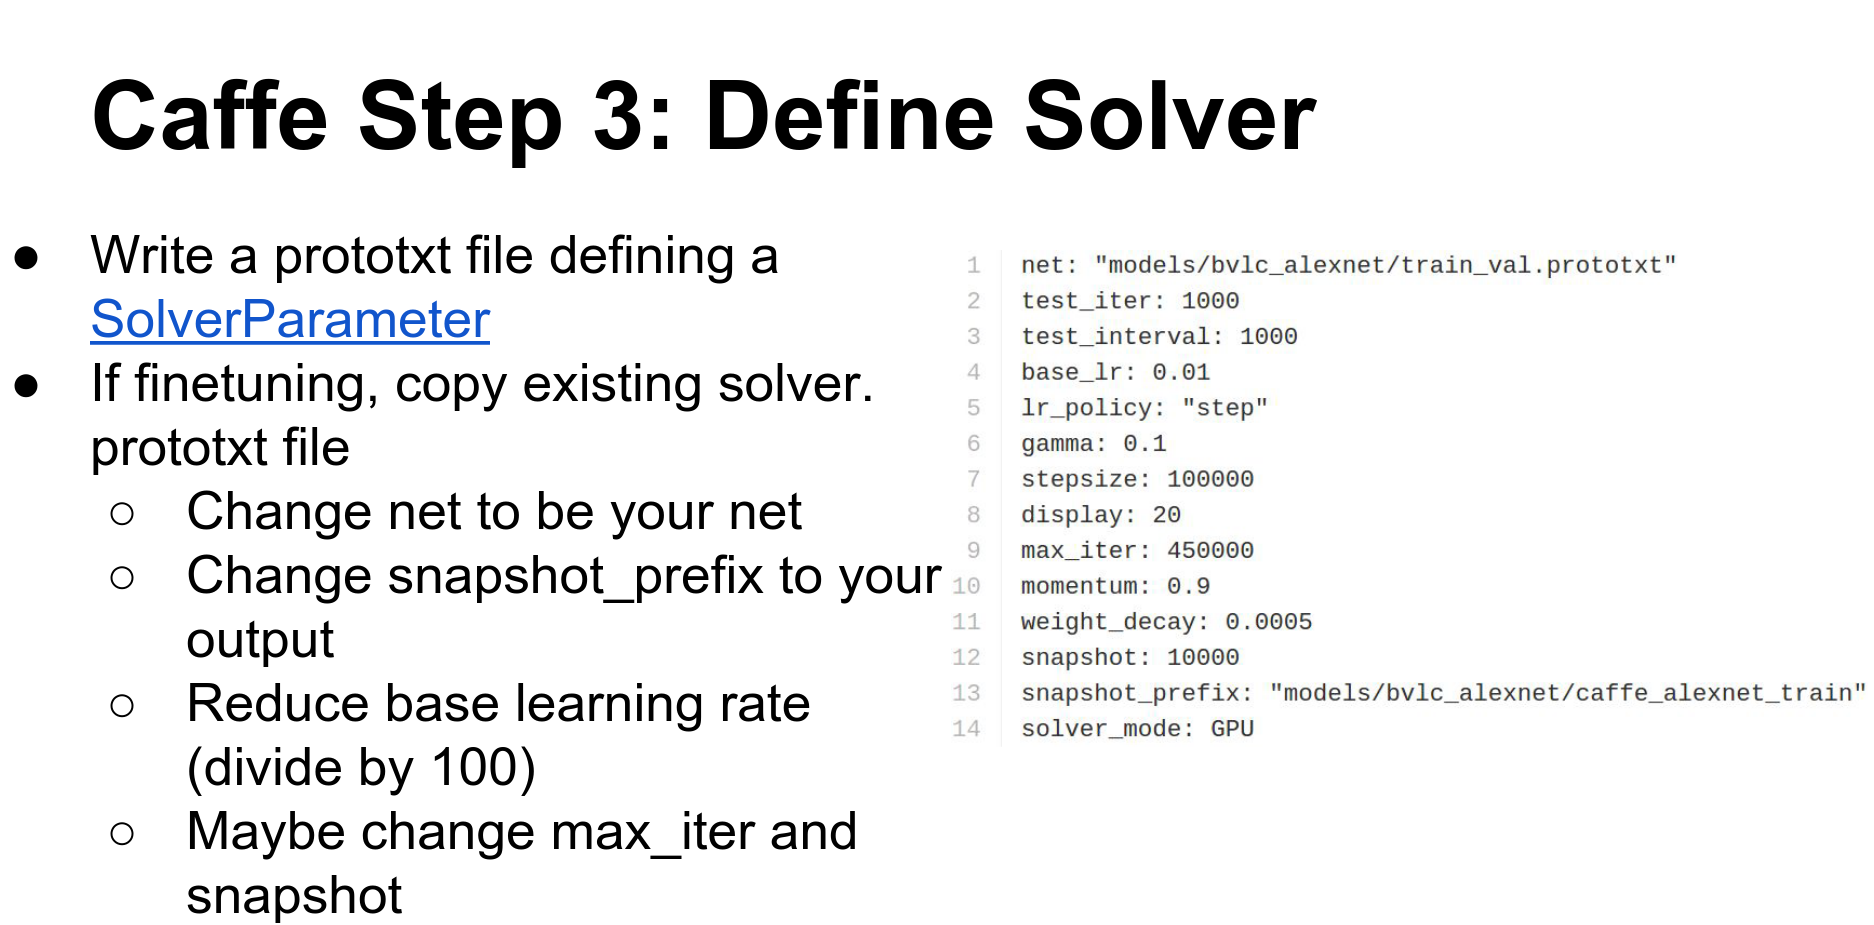 Caffe Step 3: Define Solver
● Write a prototxt file defining a
SolverParameter
● If finetuning, copy existing solver.
prototxt file
○ Change net to be your net
○ Change snapshot_prefix to your
output
○ Reduce base learning rate
(divide by 100)
○ Maybe change max_iter and
snapshot
1 net: "models/bvlc_alexnet/train_val.prototxt"
2 test_iter: 1000
3 test_interval: 1000
4 base_lr: 0.01
5 lr_policy: "step"
6 gamma: 0.1
7 stepsize: 100000
8 display: 20
9 max_iter: 450000
10 momentum: 0.9
11 weight_decay: 0.0005
12 snapshot: 10000
13 snapshot_prefix: "models/bvlc_alexnet/caffe_alexnet_train"
14 solver_mode: GPU